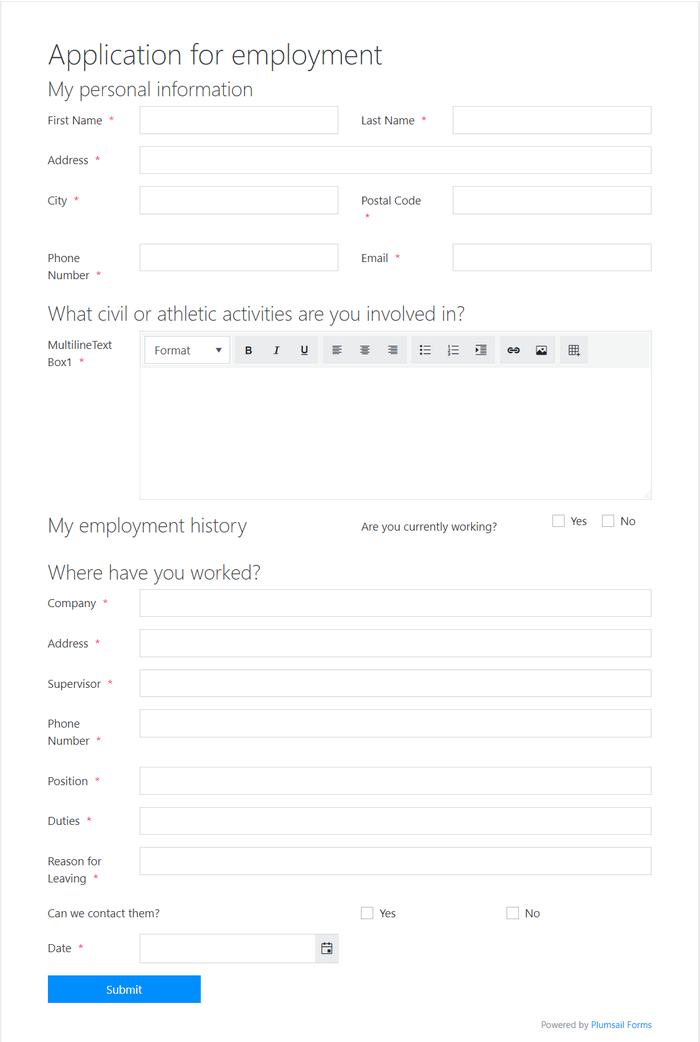 Application for employment
My personal information
First Name * Last Name *
Address *
City * Postal Code *
Phone
Number * Email *
What civil or athletic activities are you involved in?
MultilineText
Box1 *
Format B I U
My employment history Are you currently working? Yes No
Where have you worked?
Company *
Address *
Supervisor *
Phone
Number *
Position *
Duties *
Reason for
Leaving *
Can we contact them? Yes No
Date *
Submit
Powered by Plumsail Forms